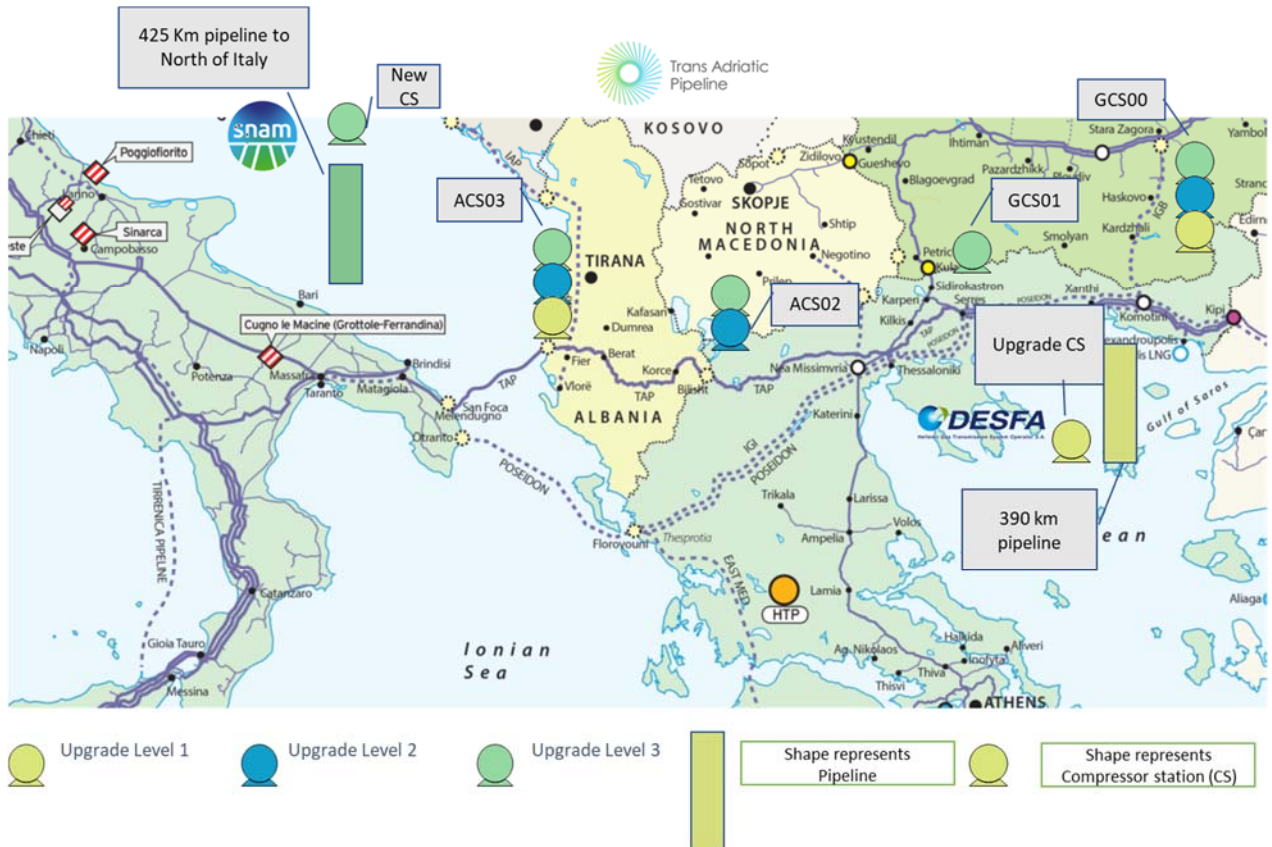 425 Km pipeline to
North of Italy
New
CS
snam
Trans Adriatic
Pipeline
GCS00
Chieti
Poggiofiorito
Sinarca
Campobasso
Bari
Cugno le Macine (Grottole-Ferrandina)
Napoli
Potenza
Massafra
Taranto
Matagiola
Brindisi
San Foca
Melendugno
Otranto
TIRRENICA PIPELINE
Catanzaro
Gioia Tauro
Messina
IAP
ACS03
TIRANA
Kafasan
Dumrea
Fier
Berat
Vlorë
Korce
Bilisht
TAP
TAP
TAP
ALBANIA
KOSOVO
Sopot
Zidilovo
Kyustendil
Gueshevo
Tetovo
Gostivar
SKOPJE
Shtip
NORTH
MACEDONIA
Negotino
Prilep
ACS02
Blagoevgrad
Ihtiman
Pazardzhik
Plovdiv
Stara Zagora
Haskovo
IGB
Kardzhali
Smolyan
GCS01
Sidirokastron
Karperi
Serres
Kilkis
TAP
POSEIDON
POSEIDON
Xanthi
Komotini
Kipi
Nea Missimvria
Thessaloniki
Katerini
Upgrade CS
DESFA
390 km
pipeline
Gulf of Saros
IGI
POSEIDON
POSEIDON
Trikala
Larissa
Volos
Ampelia
Florovouni
Thesprotia
EAST MED
HTP
Lamia
Ag. Nikolaos
Halkida
Aliveri
Inofyta
Thiva
Thisvi
ATHENS
Aliaga
Ionian
Sea
Upgrade Level 1
Upgrade Level 2
Upgrade Level 3
Shape represents
Pipeline
Shape represents
Compressor station (CS)